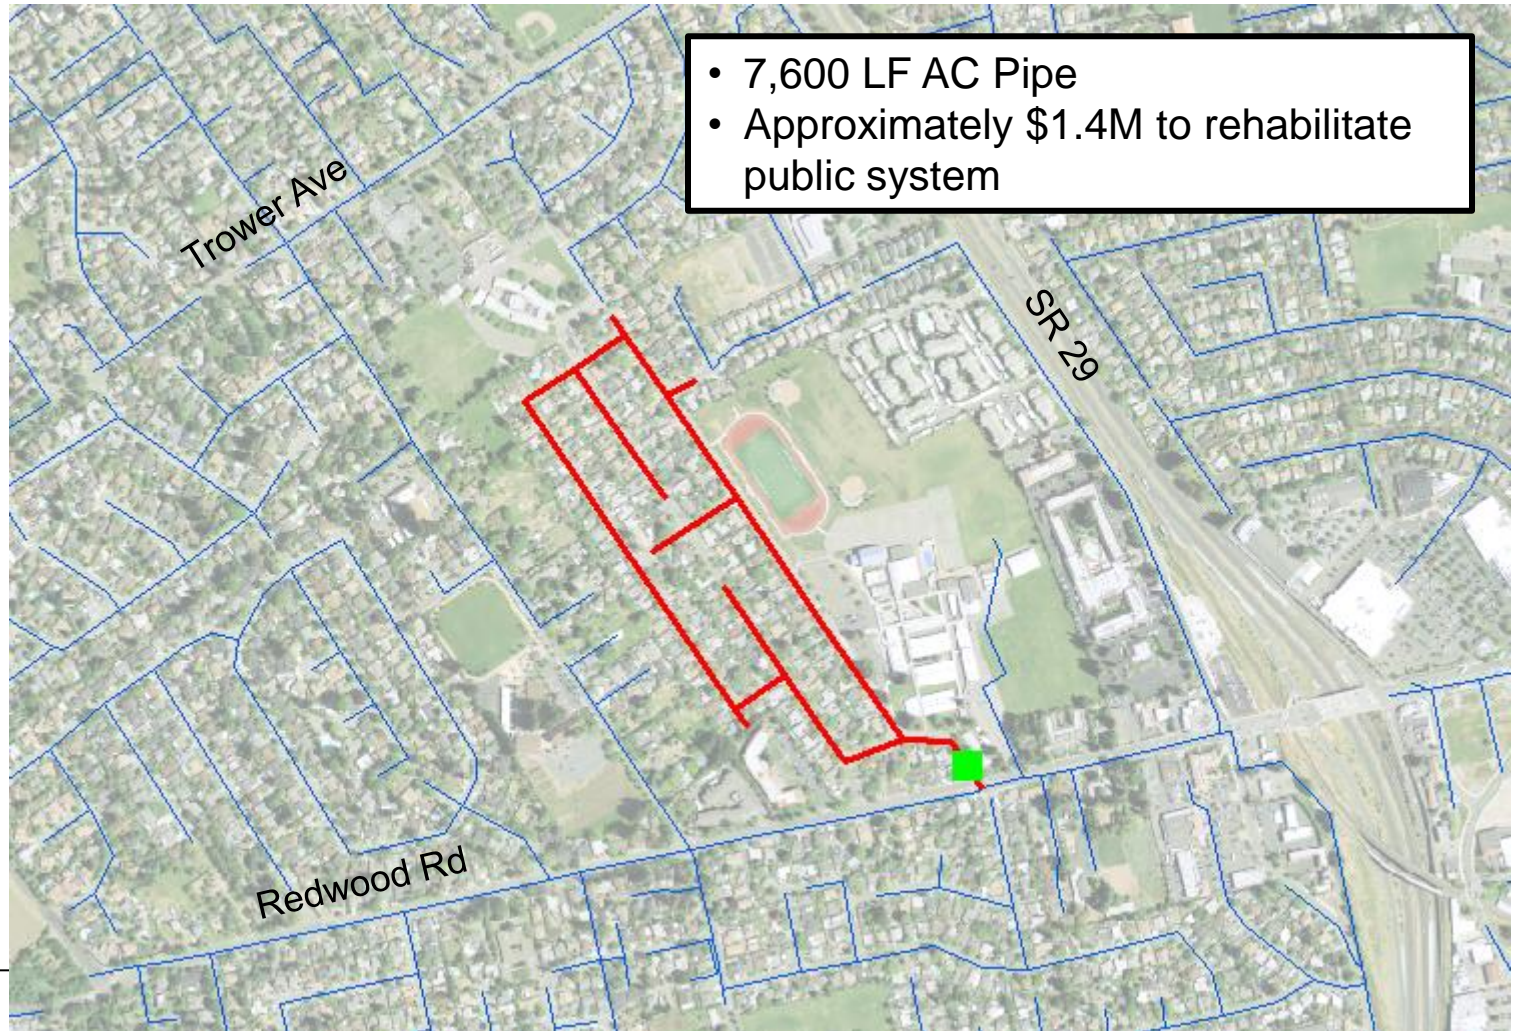 • 7,600 LF AC Pipe
• Approximately $1.4M to rehabilitate
public system
Trower Ave
SR 29
Redwood Rd